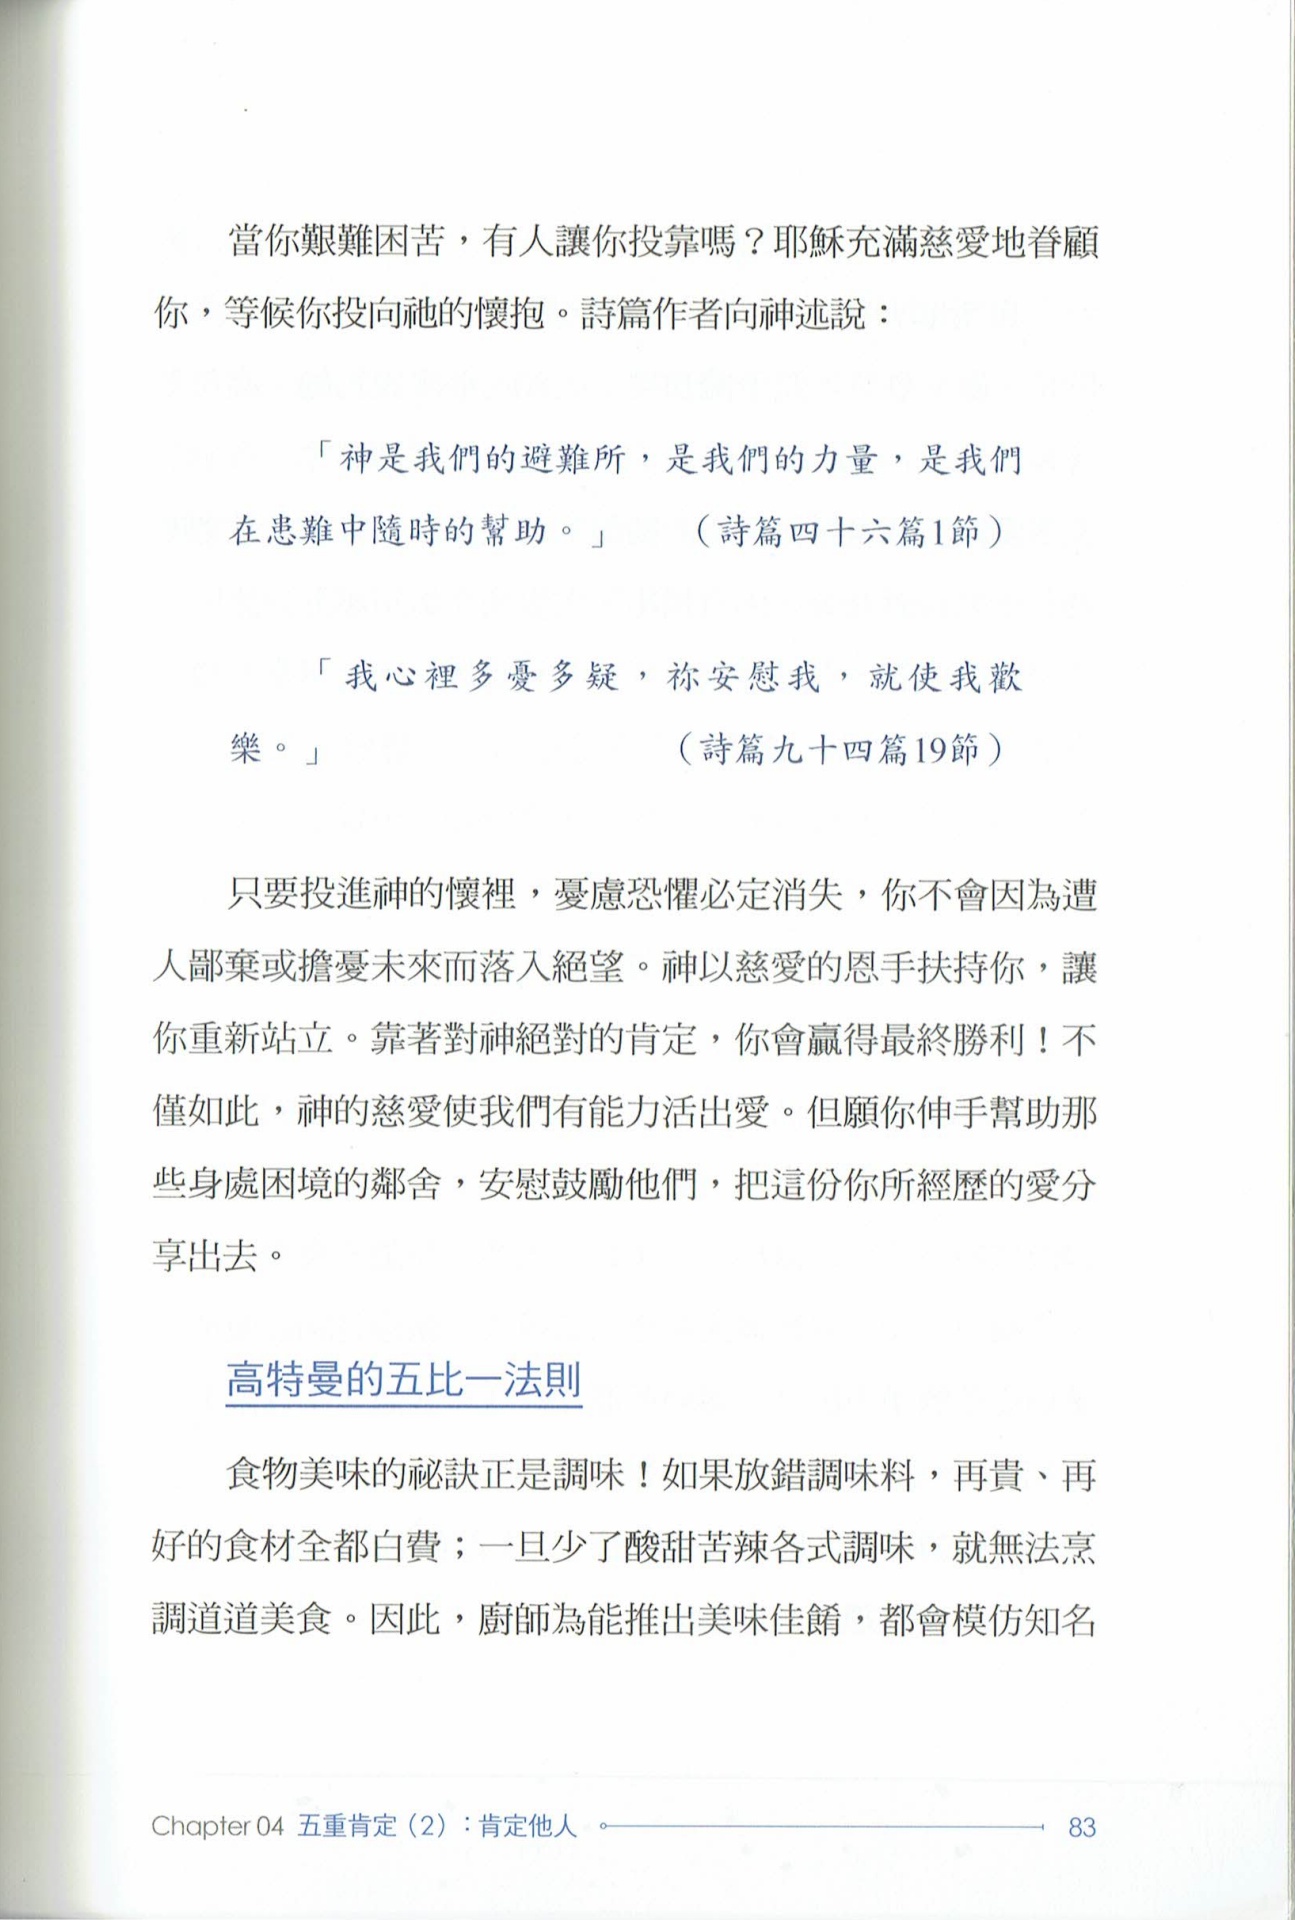 當你艱難困苦，有人讓你投靠嗎？耶穌充滿慈愛地眷顧
你，等候你投向祂的懷抱。詩篇作者向神述說：
「神是我們的避難所，是我們的力量，是我們
在患難中隨時的幫助。」　（詩篇四十六篇1節）
「我心裡多憂多疑，祢安慰我，就使我歡
樂。」　（詩篇九十四篇19節）
只要投進神的懷裡，憂慮恐懼必定消失，你不會因為遭
人鄙棄或擔憂未來而落入絕望。神以慈愛的恩手扶持你，讓
你重新站立。靠著對神絕對的肯定，你會贏得最終勝利！不
僅如此，神的慈愛使我們有能力活出愛。但願你伸手幫助那
些身處困境的鄰舍，安慰鼓勵他們，把這份你所經歷的愛分
享出去。
高特曼的五比一法則
食物美味的祕訣正是調味！如果放錯調味料，再貴、再
好的食材全都白費；一旦少了酸甜苦辣各式調味，就無法烹
調道道美食。因此，廚師為能推出美味佳餚，都會模仿知名
Chapter 04 五重肯定（2）：肯定他人 83